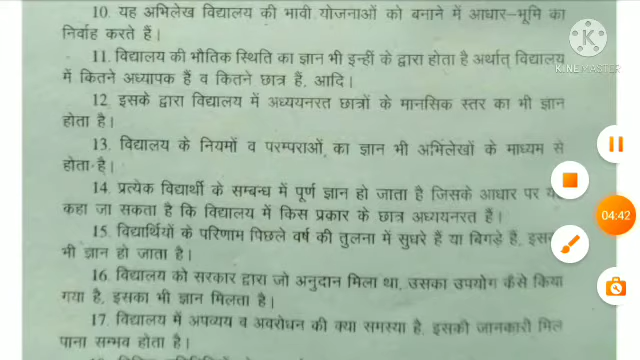 10. यह अभिलेख विद्यालय की भावी योजनाओं को बनाने में आधार–भूमि का
निर्वाह करते हैं।
11. विद्यालय की भौतिक स्थिति का ज्ञान भी इन्हीं के द्वारा होता है अर्थात् विद्यालय
में कितने अध्यापक हैं व कितने छात्र हैं, आदि।
12. इसके द्वारा विद्यालय में अध्ययनरत छात्रों के मानसिक स्तर का भी ज्ञान
होता है।
13. विद्यालय के नियमों व परम्पराओं का ज्ञान भी अभिलेखों के माध्यम से
होता है।
14. प्रत्येक विद्यार्थी के सम्बन्ध में पूर्ण ज्ञान हो जाता है जिसके आधार पर
कहा जा सकता है कि विद्यालय में किस प्रकार के छात्र अध्ययनरत हैं।
15. विद्यार्थियों के परिणाम पिछले वर्ष की तुलना में सुधरे हैं या बिगड़े हैं,
भी ज्ञान हो जाता है।
16. विद्यालय को सरकार द्वारा जो अनुदान मिला था, उसका उपयोग कैसे किया
गया है, इसका भी ज्ञान मिलता है।
17. विद्यालय में अपव्यय व अवरोधन की क्या समस्या है, इसकी जानकारी मिल
पाना सम्भव होता है।
KINEMASTER
04:42